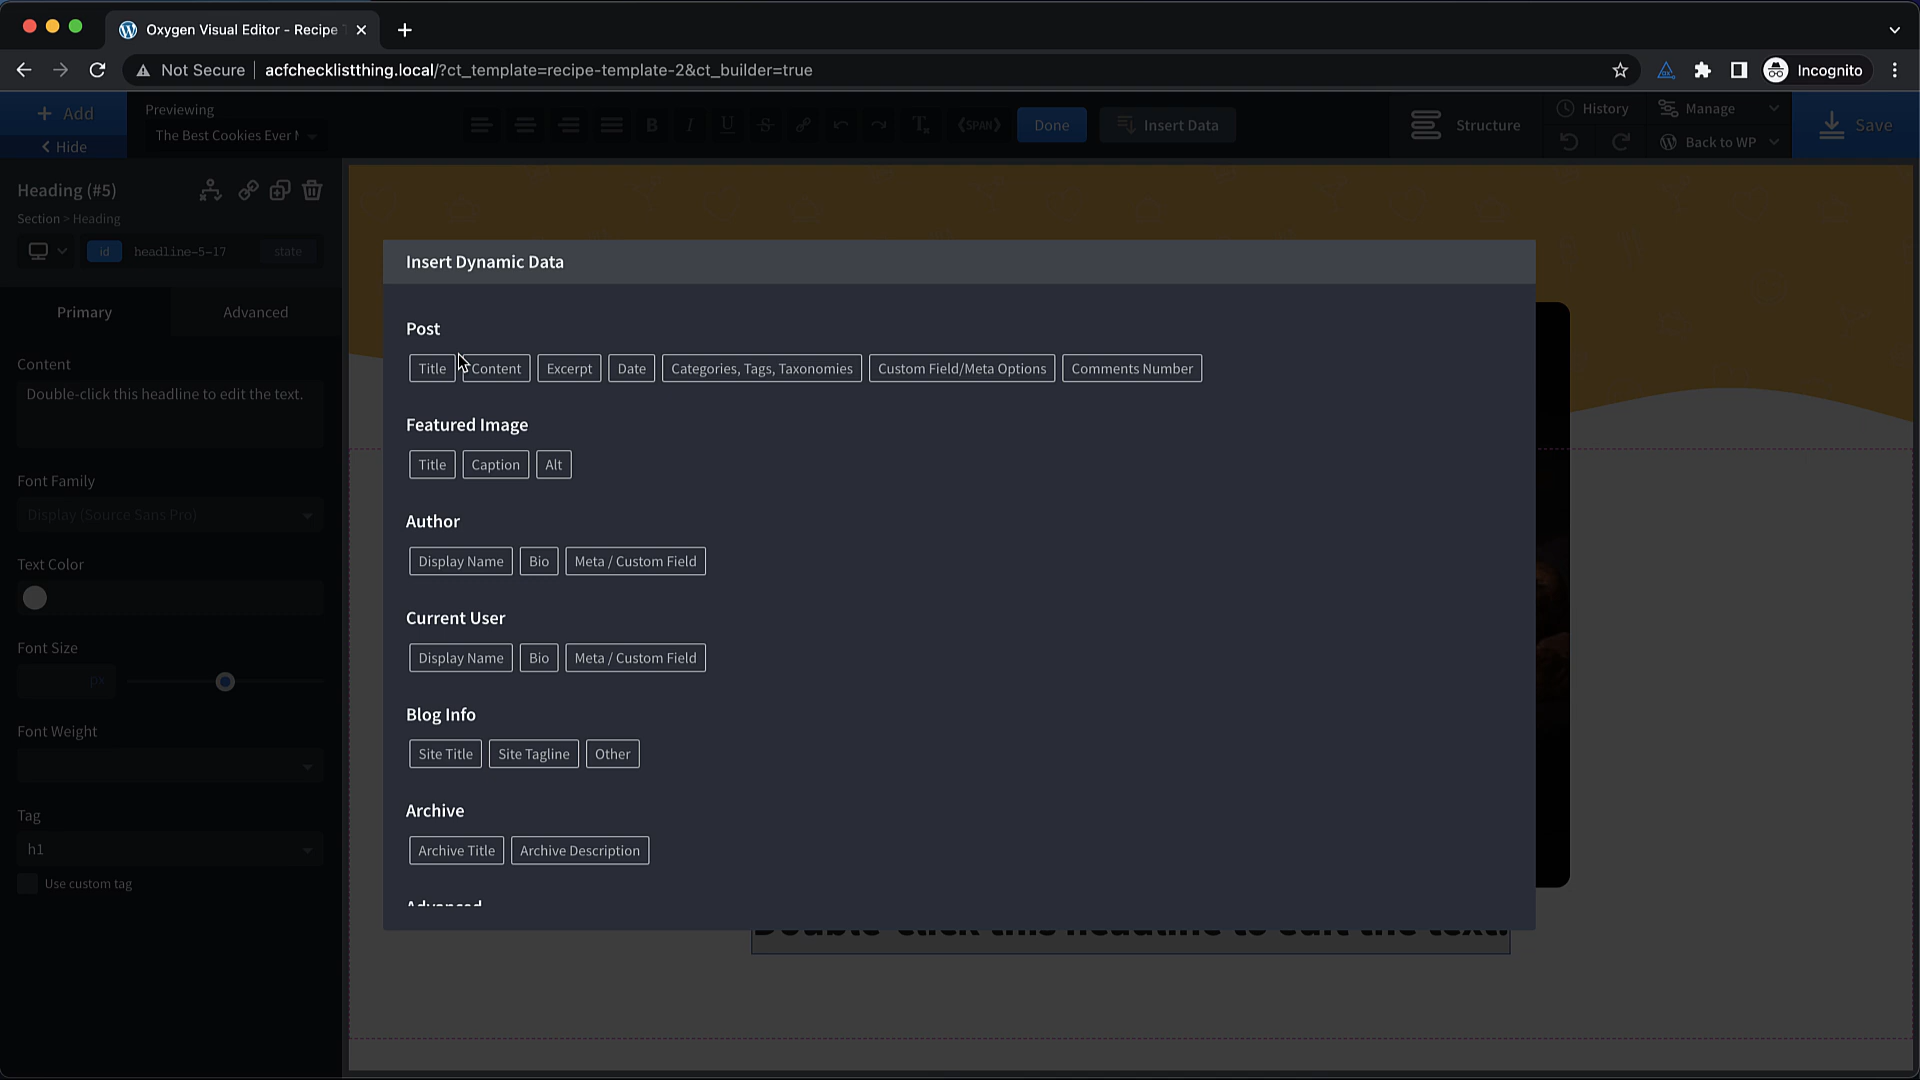 Oxygen Visual Editor - Recipe
Not Secure
acfchecklistthing.local/?ct_template=recipe-template-2&ct_builder=true
Incognito
+ Add
Hide
Previewing
The Best Cookies Ever
B I U S
<SPAN>
Done
Insert Data
Structure
History
Manage
Back to WP
Save
Heading (#5)
Section > Heading
id
headline-5-17
state
Primary
Advanced
Content
Double-click this headline to edit the text.
Font Family
Display (Source Sans Pro)
Text Color
Font Size
px
Font Weight
Tag
h1
Use custom tag
Insert Dynamic Data
Post
Title
Content
Excerpt
Date
Categories, Tags, Taxonomies
Custom Field/Meta Options
Comments Number
Featured Image
Title
Caption
Alt
Author
Display Name
Bio
Meta / Custom Field
Current User
Display Name
Bio
Meta / Custom Field
Blog Info
Site Title
Site Tagline
Other
Archive
Archive Title
Archive Description
Advanced
Double-click this headline to edit the text.